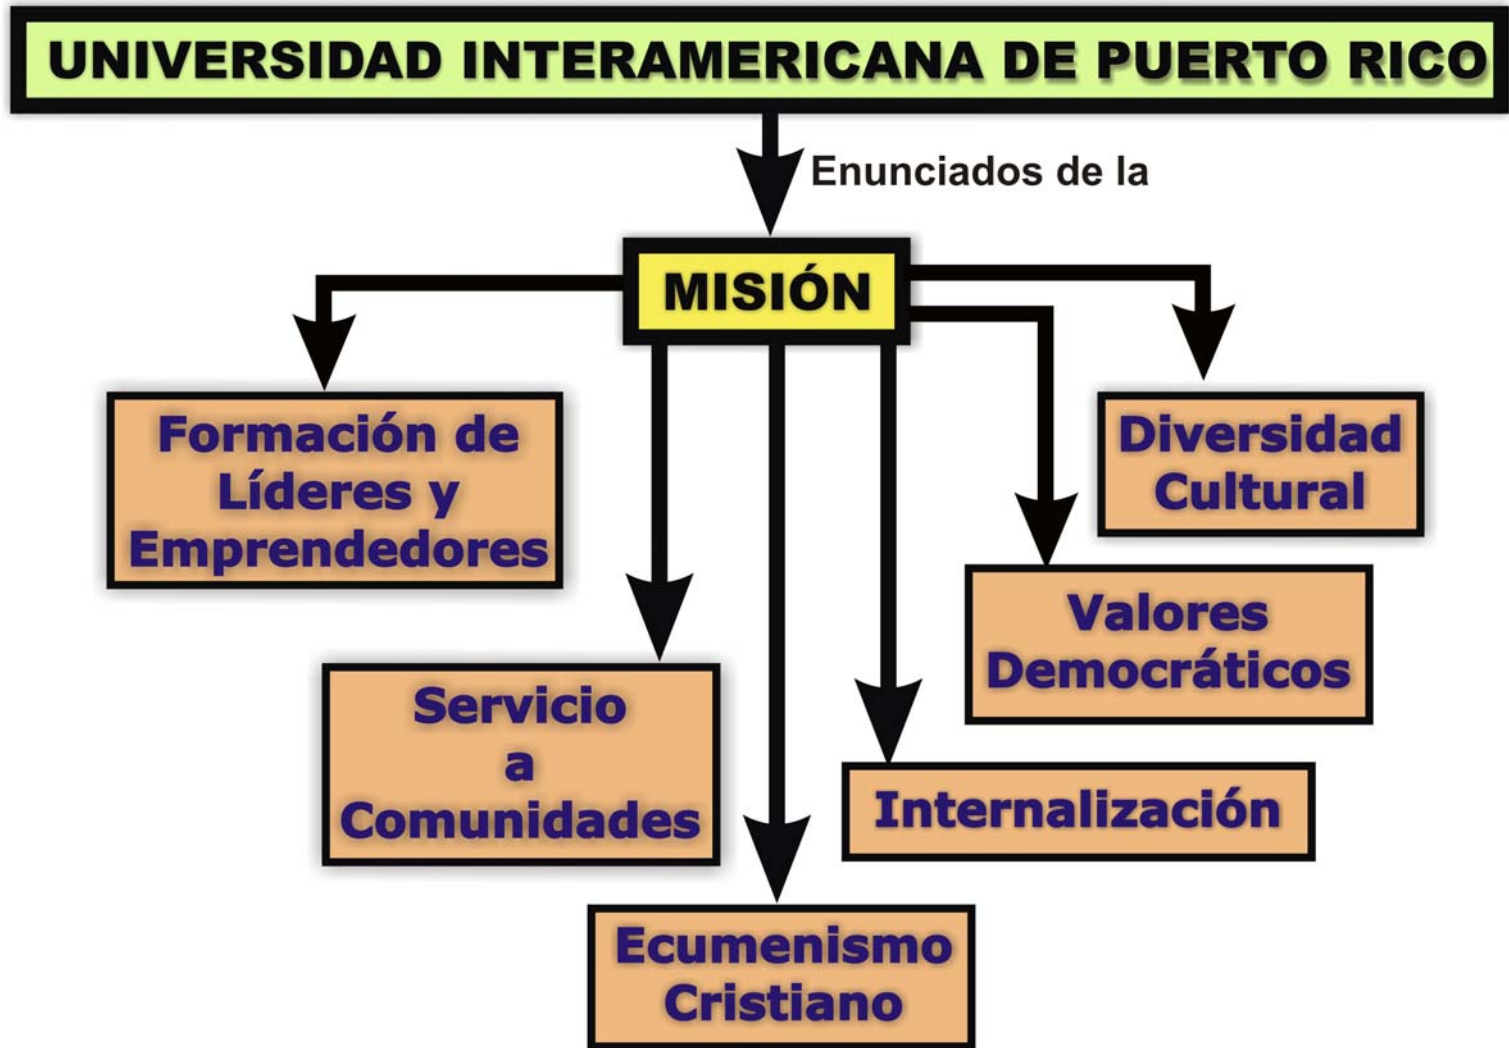 UNIVERSIDAD INTERAMERICANA DE PUERTO RICO
Enunciados de la
MISIÓN
Formación de
Líderes y
Emprendedores
Servicio
a
Comunidades
Ecumenismo
Cristiano
Internalización
Valores
Democráticos
Diversidad
Cultural